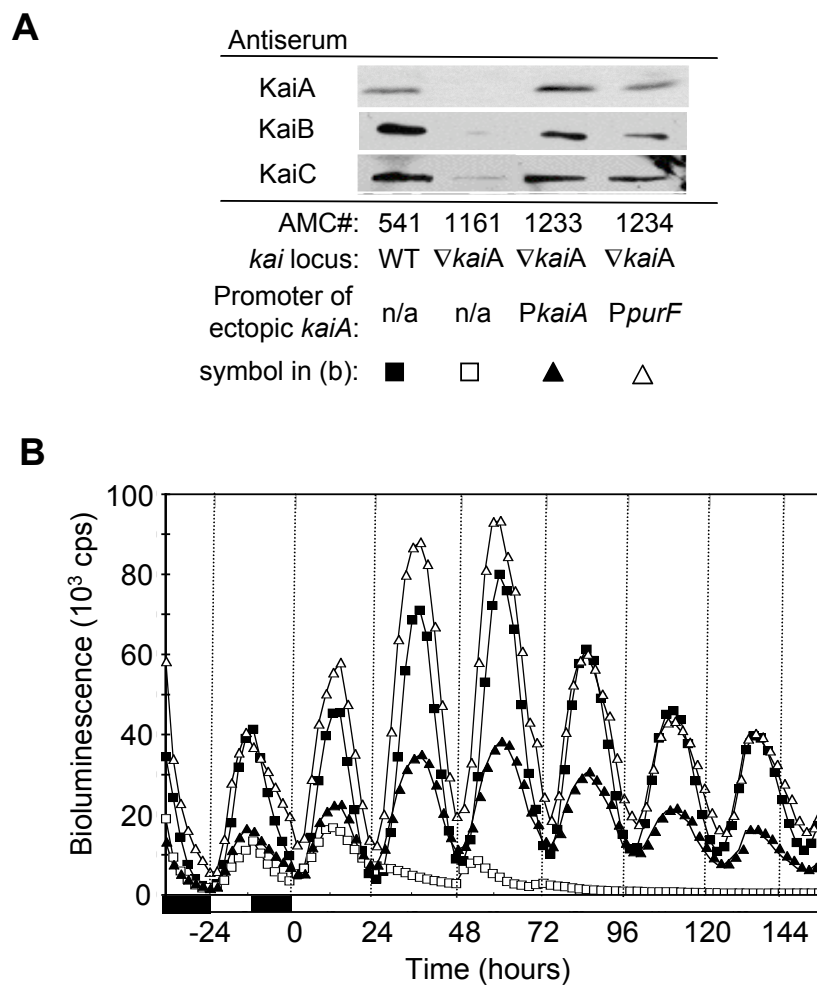 A
Antiserum
KaiA
KaiB
KaiC
AMC#: 541 1161 1233 1234
kai locus: WT ∇kaiA ∇kaiA ∇kaiA
Promoter of
ectopic kaiA: n/a n/a PkaiA PpurF
symbol in (b): ■ □ ▲ △
B
100
80
60
40
20
0
Bioluminescence (10³ cps)
-24 0 24 48 72 96 120 144
Time (hours)